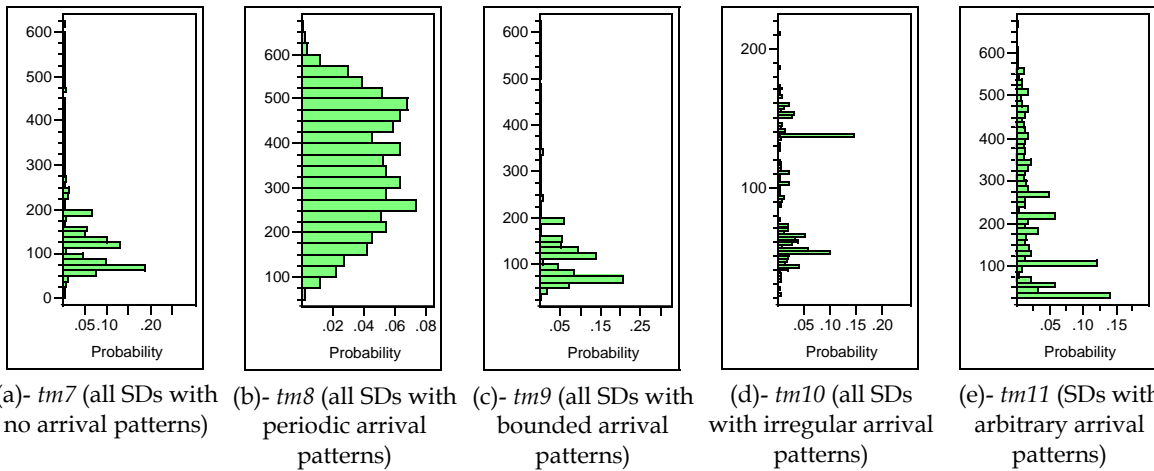 600
500
400
300
200
100
0
.05 .10 .20
Probability
(a)- tm7 (all SDs with
no arrival patterns)
600
500
400
300
200
100
.02 .04 .06 .08
Probability
(b)- tm8 (all SDs with
periodic arrival
patterns)
600
500
400
300
200
100
.05 .15 .25
Probability
(c)- tm9 (all SDs with
bounded arrival
patterns)
200
100
.05 .10 .15 .20
Probability
(d)- tm10 (all SDs
with irregular arrival
patterns)
600
500
400
300
200
100
.05 .10 .15
Probability
(e)- tm11 (SDs with
arbitrary arrival
patterns)